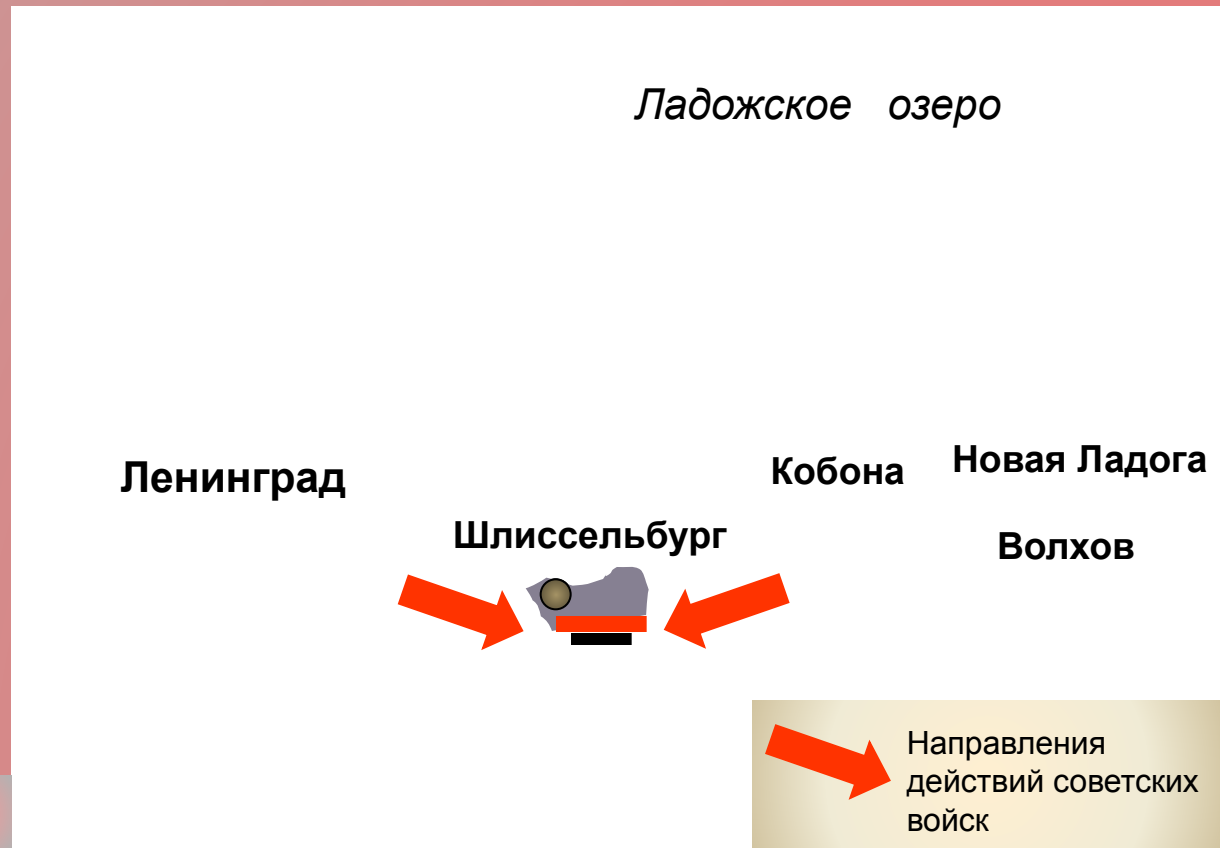 Ладожское озеро
Ленинград
Кобона
Новая Ладога
Шлиссельбург
Волхов
Направления
действий советских
войск